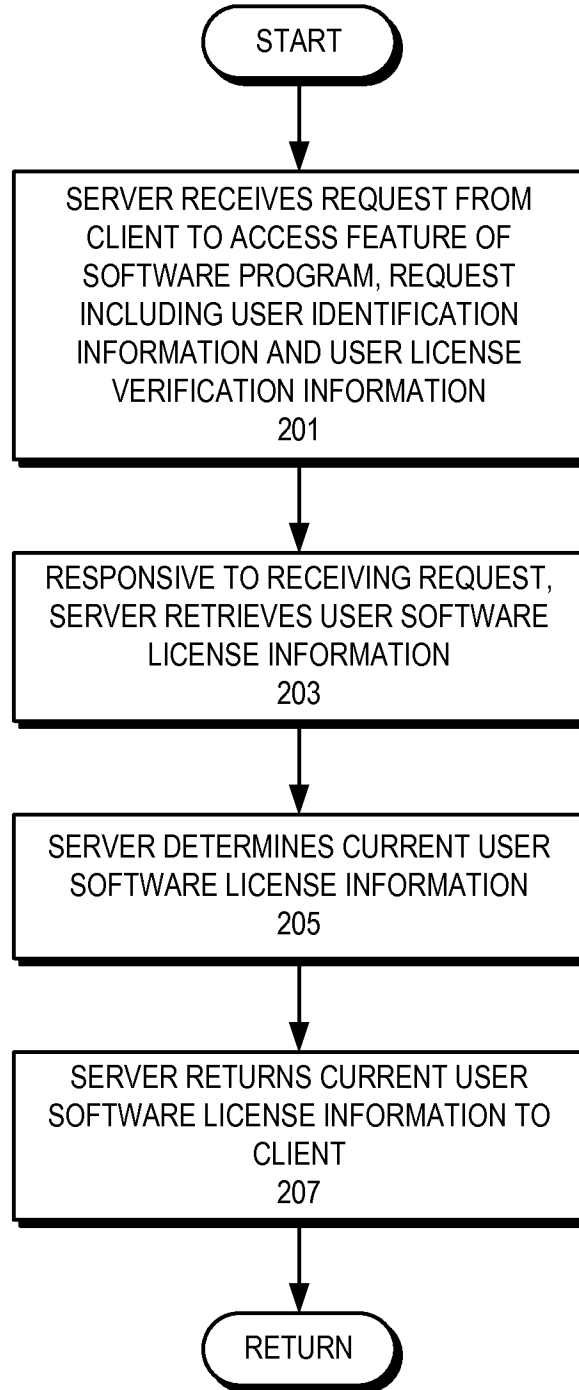 START
SERVER RECEIVES REQUEST FROM
CLIENT TO ACCESS FEATURE OF
SOFTWARE PROGRAM, REQUEST
INCLUDING USER IDENTIFICATION
INFORMATION AND USER LICENSE
VERIFICATION INFORMATION
201
RESPONSIVE TO RECEIVING REQUEST,
SERVER RETRIEVES USER SOFTWARE
LICENSE INFORMATION
203
SERVER DETERMINES CURRENT USER
SOFTWARE LICENSE INFORMATION
205
SERVER RETURNS CURRENT USER
SOFTWARE LICENSE INFORMATION TO
CLIENT
207
RETURN